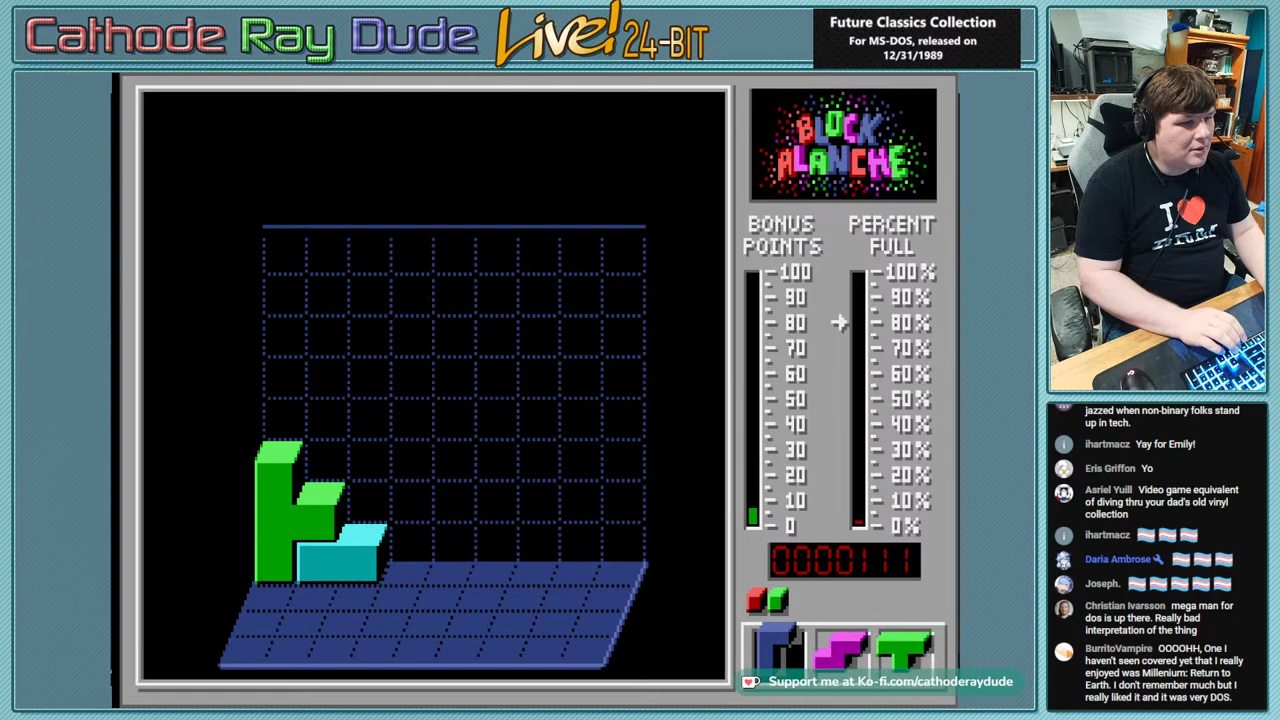 Cathode Ray Dude Live! 24-BIT
Future Classics Collection
For MS-DOS, released on
12/31/1989
BLOCK
ALANCHE
BONUS
POINTS
PERCENT
FULL
100
90
80
70
60
50
40
30
20
10
0
100%
90%
80%
70%
60%
50%
40%
30%
20%
10%
0%
0000111
Support me at Ko-fi.com/cathoderaydude
I
jazzed when non-binary folks stand
up in tech.
ihartmacz Yay for Emily!
Eris Griffon Yo
Asriel Yuill Video game equivalent
of diving thru your dad's old vinyl
collection
ihartmacz
Daria Ambrose
Joseph.
Christian Ivarsson mega man for
dos is up there. Really bad
interpretation of the thing
BurritoVampire OOOOHH, One I
haven't seen covered yet that I really
enjoyed was Millenium: Return to
Earth. I don't remember much but I
really liked it and it was very DOS.